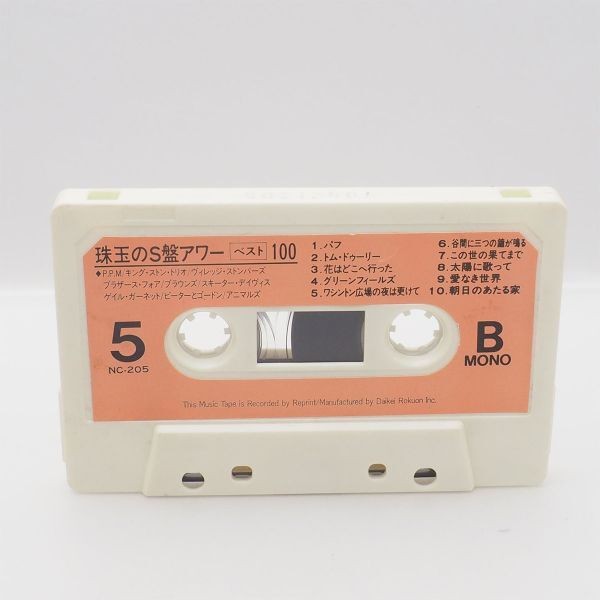 珠玉のS盤アワー ベスト 100
◆P.P.M/キング・ストン・トリオ/ヴィレッジ・ストンパーズ
ブラザース・フォア/ブラウンズ/スキーター・デイヴィス
ゲイル・ガーネット/ピーターとゴードン/アニマルズ
1. パフ
2. トム・ドゥーリー
3. 花はどこへ行った
4. グリーンフィールズ
5. ワシントン広場の夜は更けて
6. 谷間に三つの鐘が鳴る
7. この世の果てまで
8. 太陽に歌って
9. 愛なき世界
10. 朝日のあたる家
5
NC-205
B
MONO
This Music Tape is Recorded by Reprint/Manufactured by Daikei Rokuon Inc.